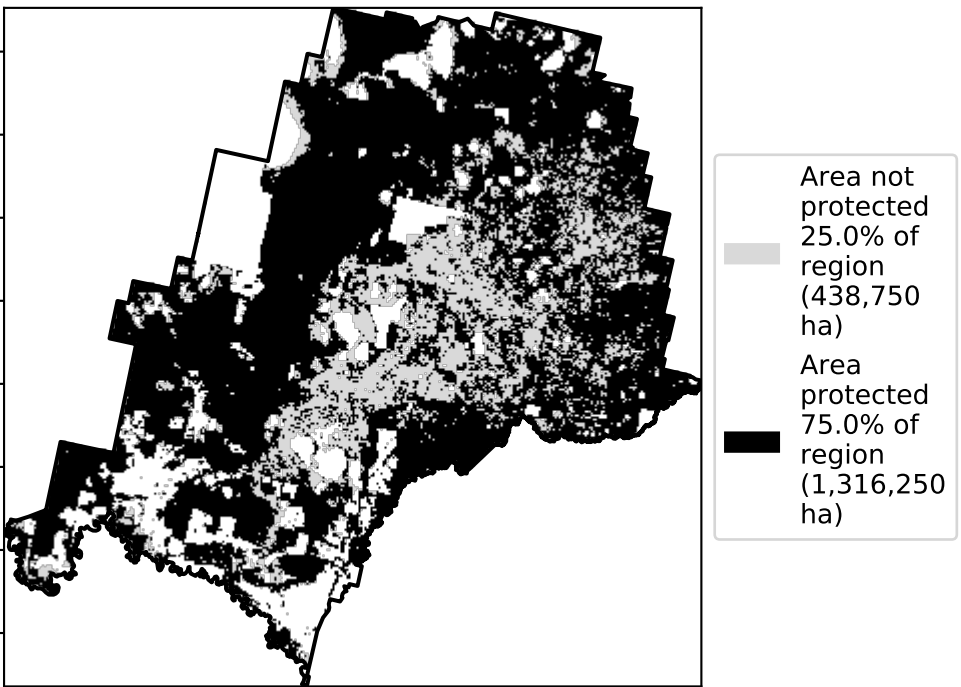 Area not
protected
25.0% of
region
(438,750
ha)
Area
protected
75.0% of
region
(1,316,250
ha)